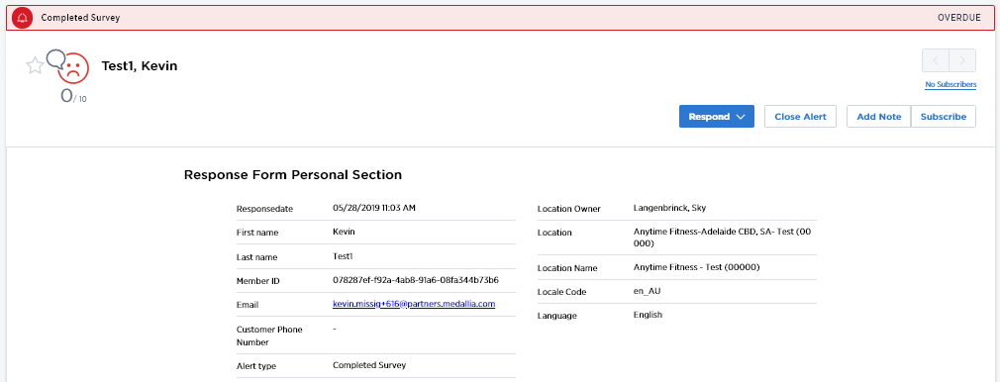 Completed Survey OVERDUE
Test1, Kevin
0/ 10
No Subscribers
Respond Close Alert Add Note Subscribe
Response Form Personal Section
Responsedate 05/28/2019 11:03 AM
First name Kevin
Last name Test1
Member ID 078287ef-f92a-4ab8-91a6-08fa344b73b6
Email kevin.missig+616@partners.medallia.com
Customer Phone
Number -
Alert type Completed Survey
Location Owner Langenbrinck, Sky
Location Anytime Fitness-Adelaide CBD, SA- Test (00
000)
Location Name Anytime Fitness - Test (00000)
Locale Code en_AU
Language English